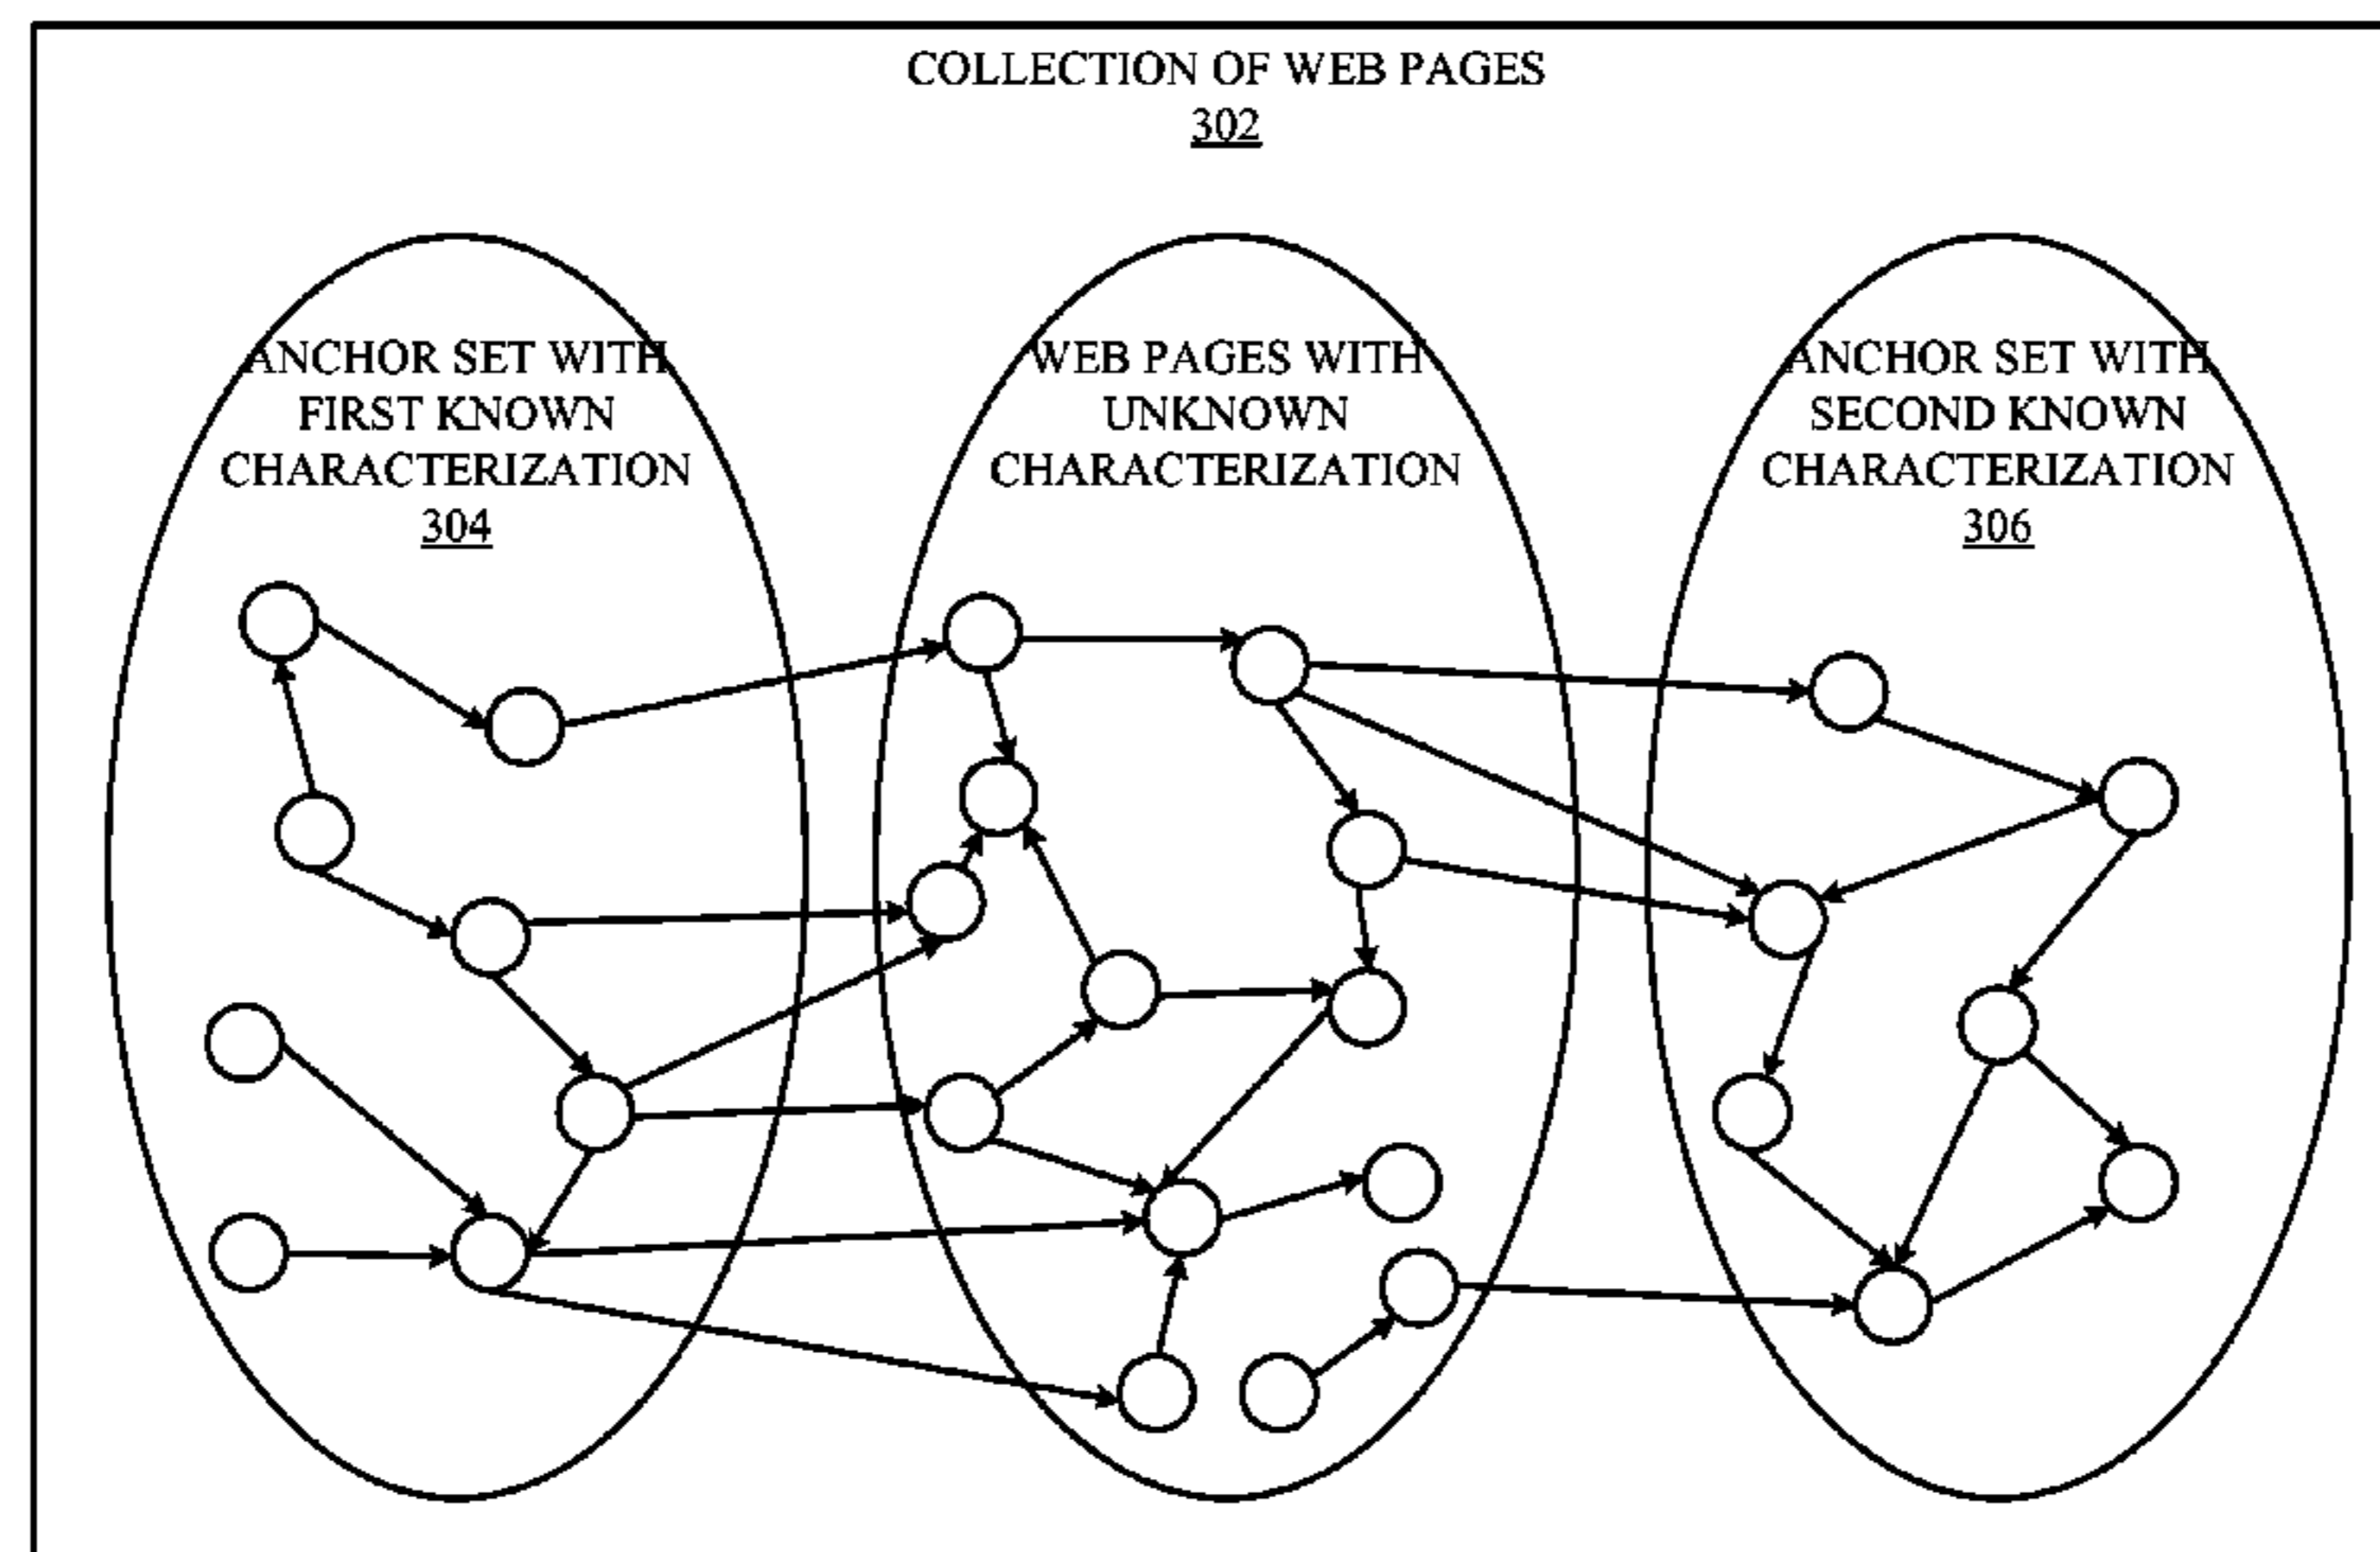 COLLECTION OF WEB PAGES
302
ANCHOR SET WITH
FIRST KNOWN
CHARACTERIZATION
304
WEB PAGES WITH
UNKNOWN
CHARACTERIZATION
ANCHOR SET WITH
SECOND KNOWN
CHARACTERIZATION
306